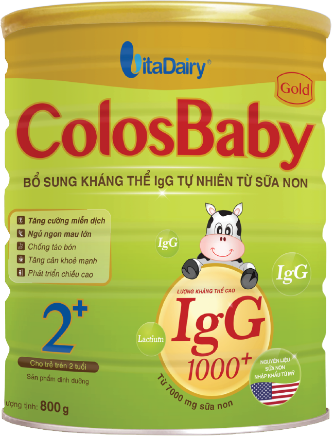 VitaDairy®
Gold
ColosBaby
BỔ SUNG KHÁNG THỂ IgG TỰ NHIÊN TỪ SỮA NON
Tăng cường miễn dịch
Ngủ ngon mau lớn
Chống táo bón
Tăng cân khoẻ mạnh
Phát triển chiều cao
IgG
IgG
Lactium
2+
Cho trẻ trên 2 tuổi
Sản phẩm dinh dưỡng
lượng tịnh: 800g
LƯỢNG KHÁNG THỂ CAO
IgG
1000+
Từ 7000 mg sữa non
NGUYÊN LIỆU
SỮA NON
NHẬP KHẨU TỪ MỸ